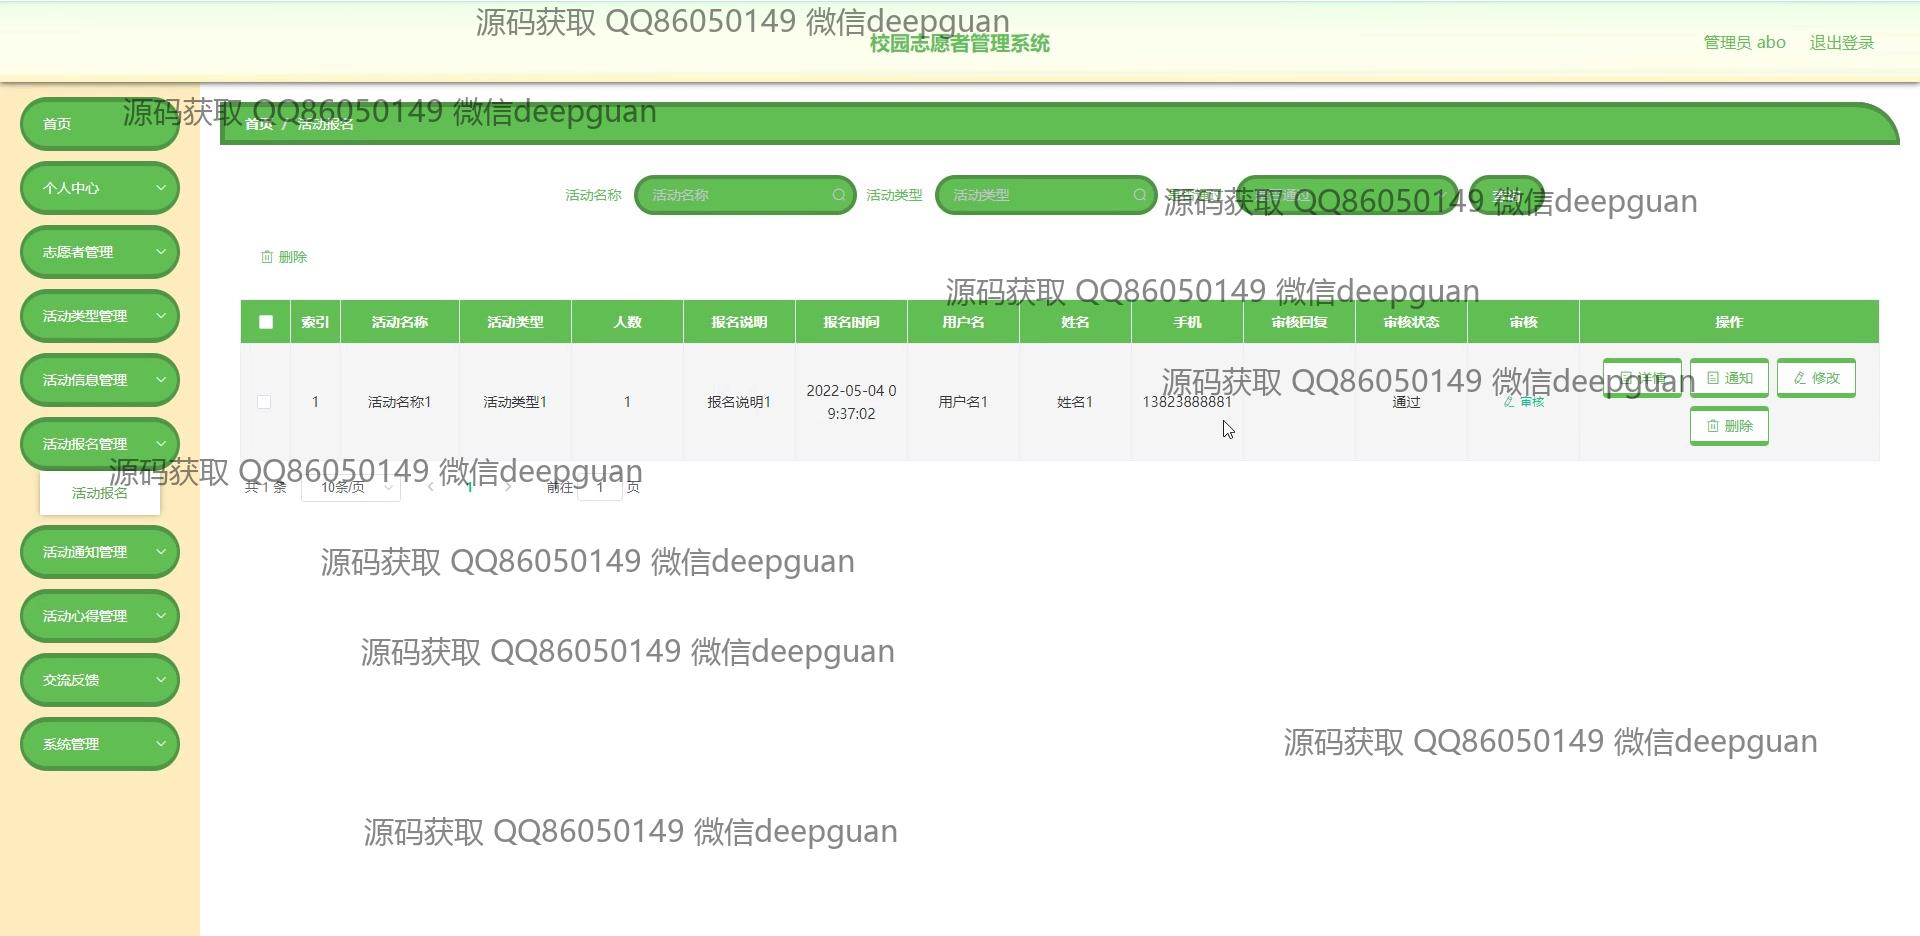 源码获取 QQ86050149 微信deepguan
校园志愿者管理系统
管理员 abo 退出登录
源码获取 QQ86050149 微信deepguan
首页
首页 / 活动报名
个人中心
活动名称 活动名称 活动类型 活动类型 是否通过 是否通过 查询
源码获取 QQ86050149 微信deepguan
志愿者管理
删除
源码获取 QQ86050149 微信deepguan
活动类型管理
索引 活动名称 活动类型 人数 报名说明 报名时间 用户名 姓名 手机 审核回复 审核状态 审核 操作
活动信息管理
源码获取 QQ86050149 微信deepguan
详情 通知 修改
1 活动名称1 活动类型1 1 报名说明1 2022-05-04 0
9:37:02 用户名1 姓名1 13823888881 通过 审核
删除
活动报名管理
源码获取 QQ86050149 微信deepguan
共 1 条 10条/页 1 前往 1 页
活动报名
活动通知管理
源码获取 QQ86050149 微信deepguan
活动心得管理
源码获取 QQ86050149 微信deepguan
交流反馈
系统管理
源码获取 QQ86050149 微信deepguan
源码获取 QQ86050149 微信deepguan